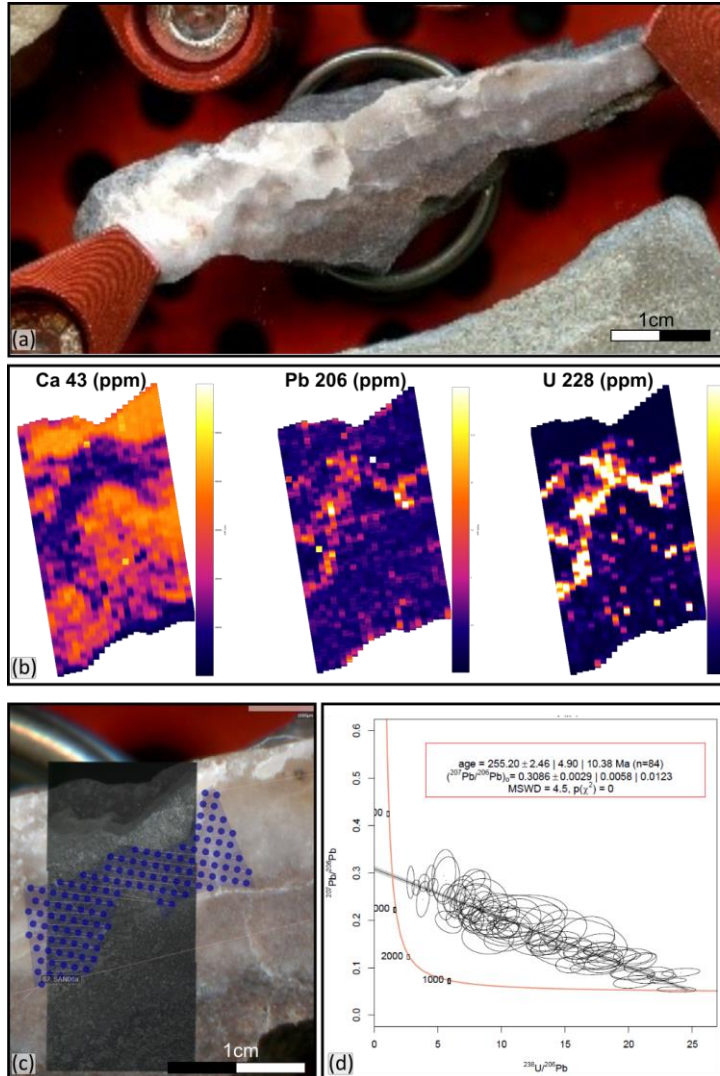 1cm
(a)
Ca 43 (ppm) Pb 206 (ppm) U 228 (ppm)
(b)
1cm
(c)
0.6
0.5
0.4
0.3
0.2
0.1
0.0
age = 255.20 ± 2.46 | 4.90 | 10.38 Ma (n=84)
(²⁰⁷Pb/²⁰⁶Pb)₀= 0.3086 ± 0.0029 | 0.0058 | 0.0123
MSWD = 4.5, p(χ²) = 0
²⁰⁷Pb/²⁰⁶Pb
2000
1000
0 5 10 15 20 25
²³⁸U/²⁰⁶Pb
(d)